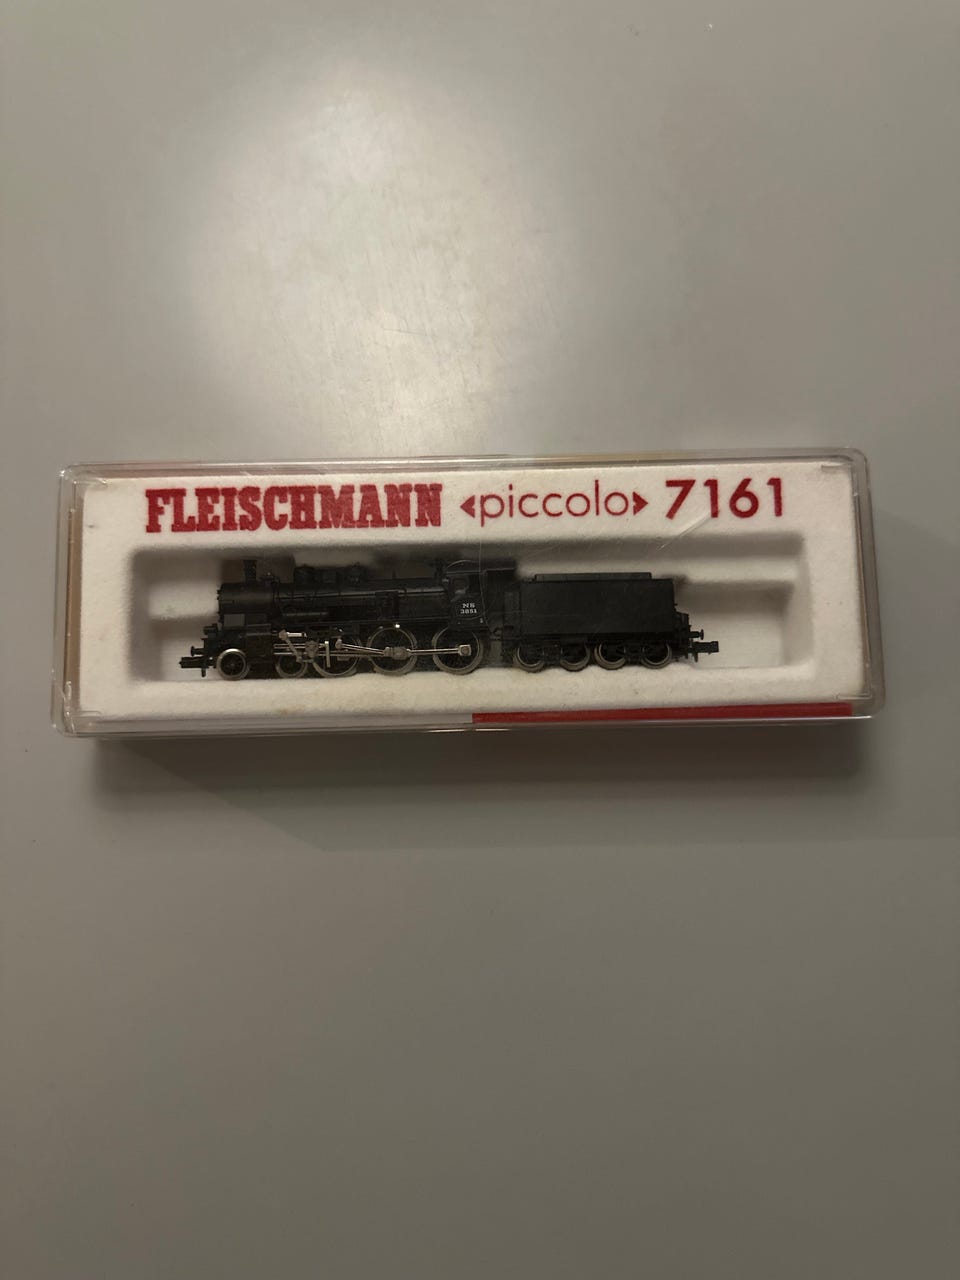 FLEISCHMANN <piccolo> 7161
NS
3851